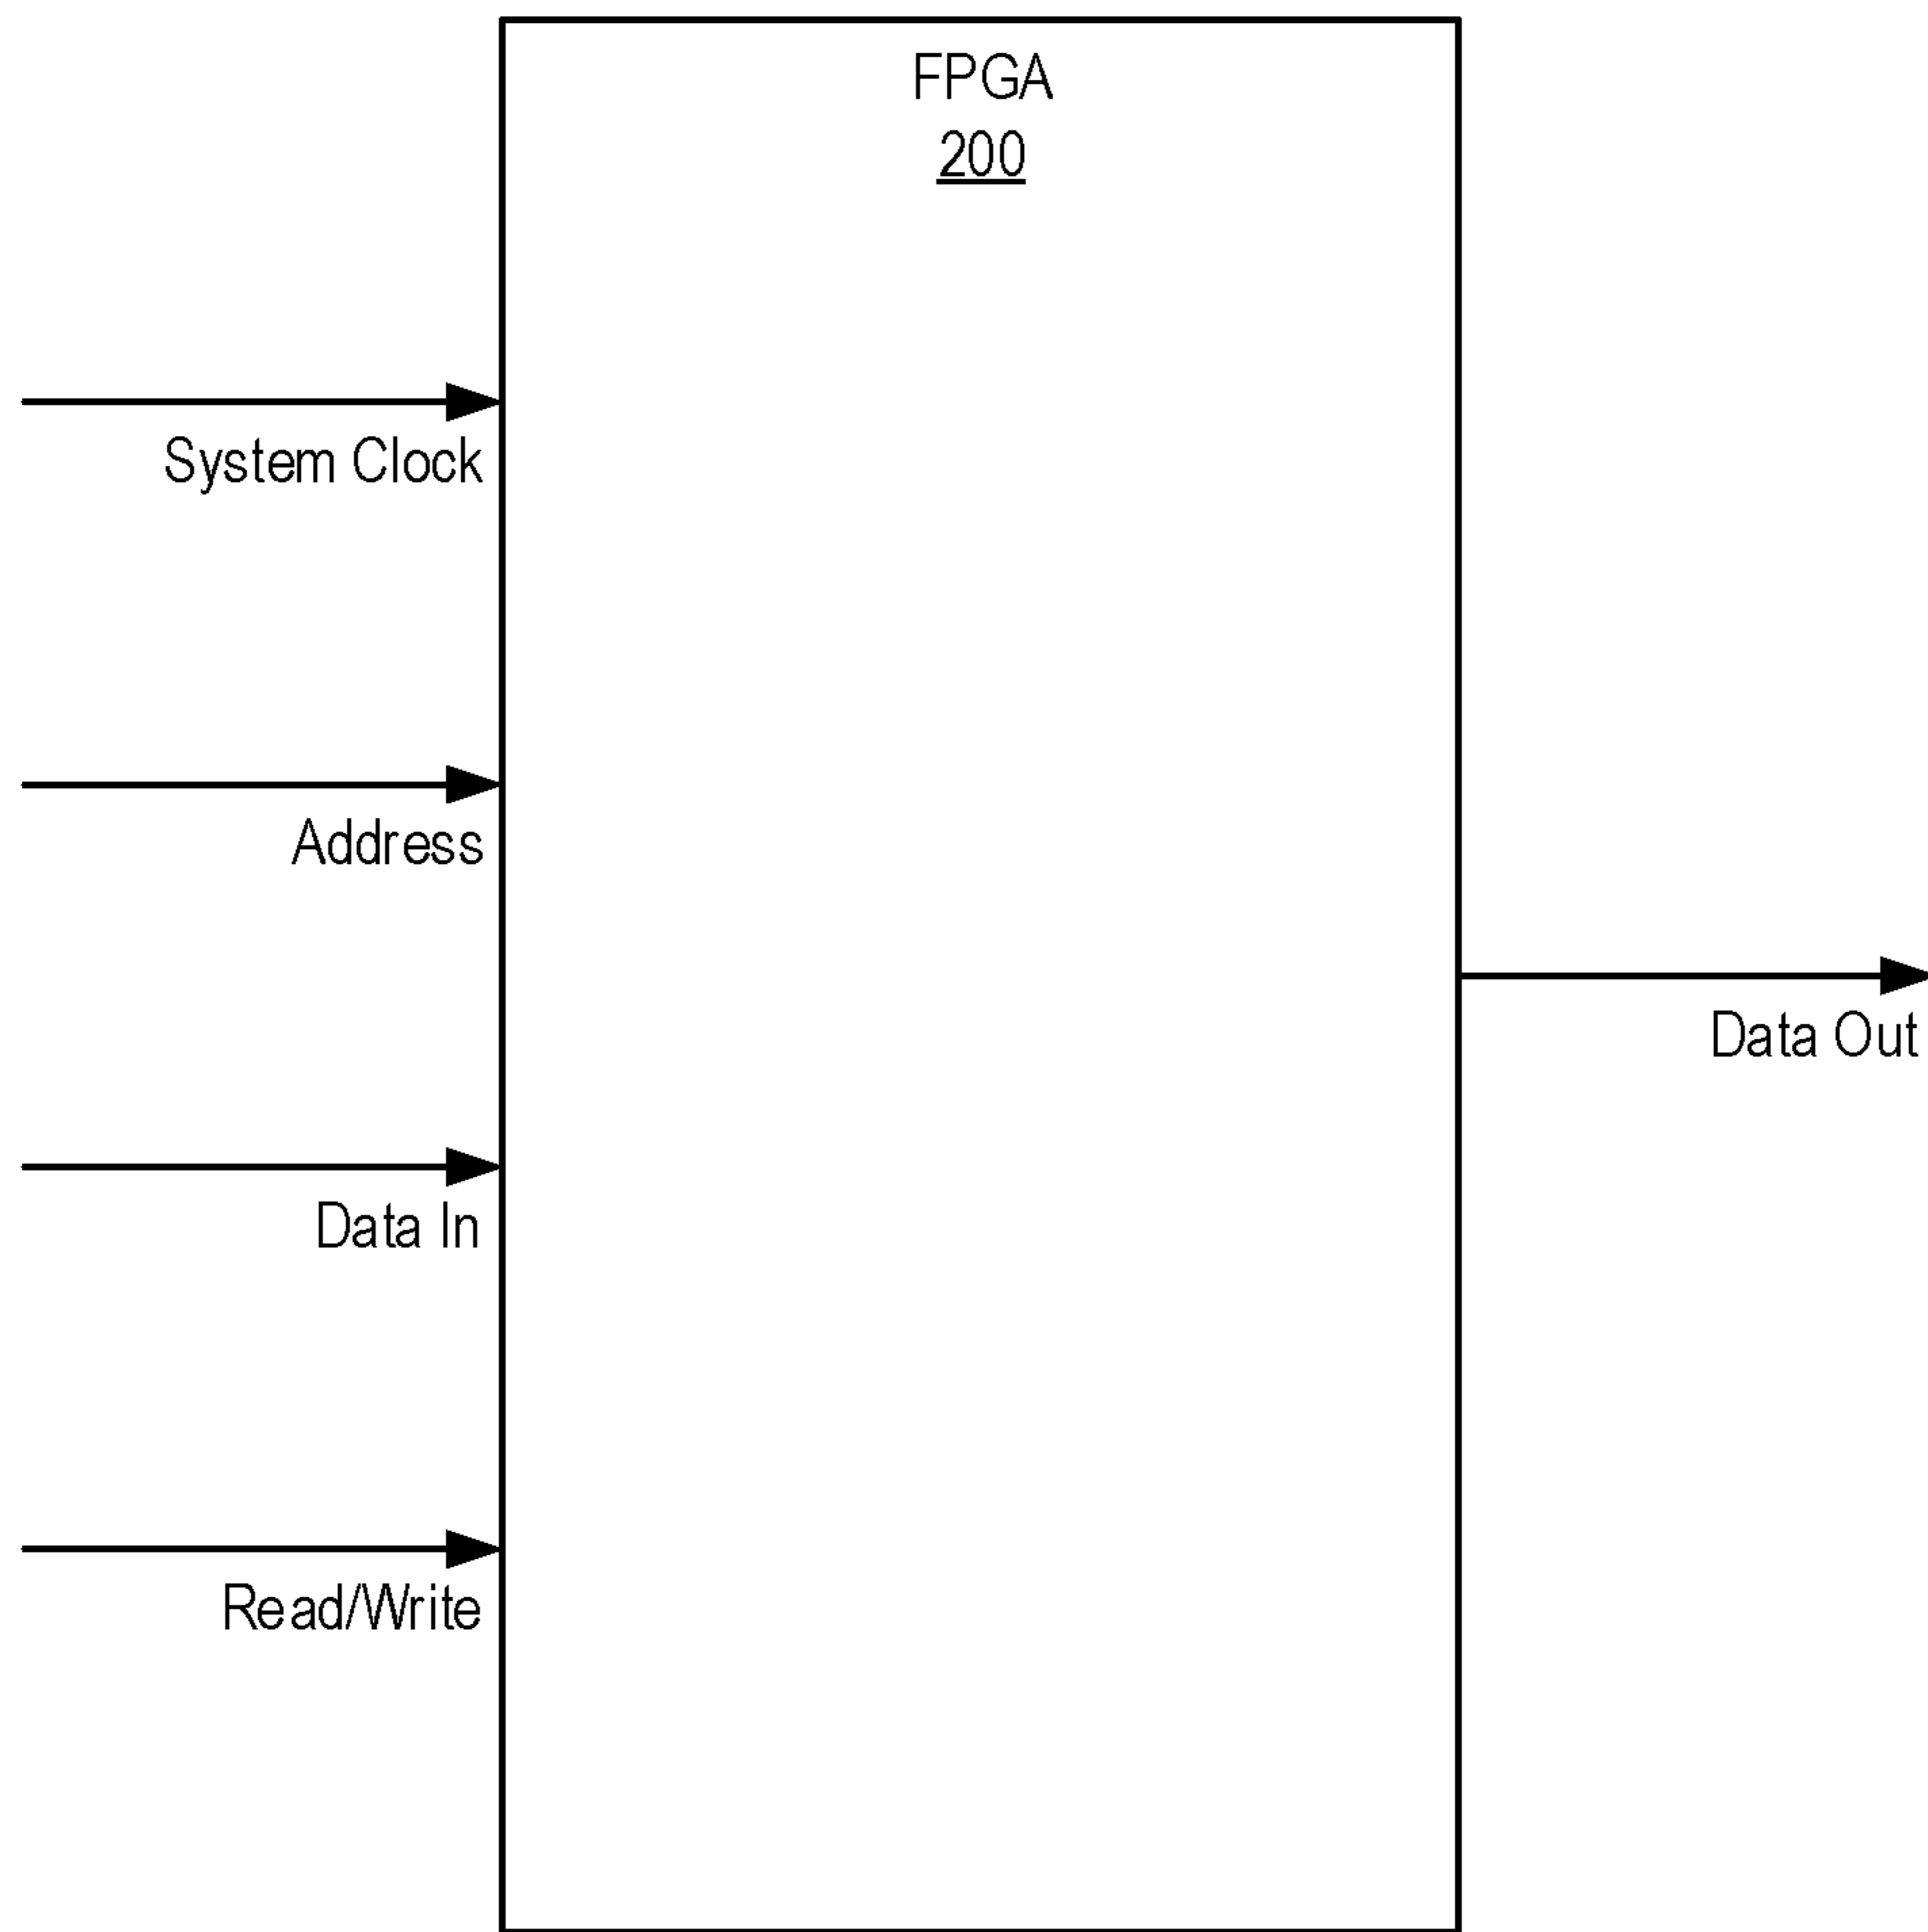 FPGA
200
System Clock
Address
Data Out
Data In
Read/Write